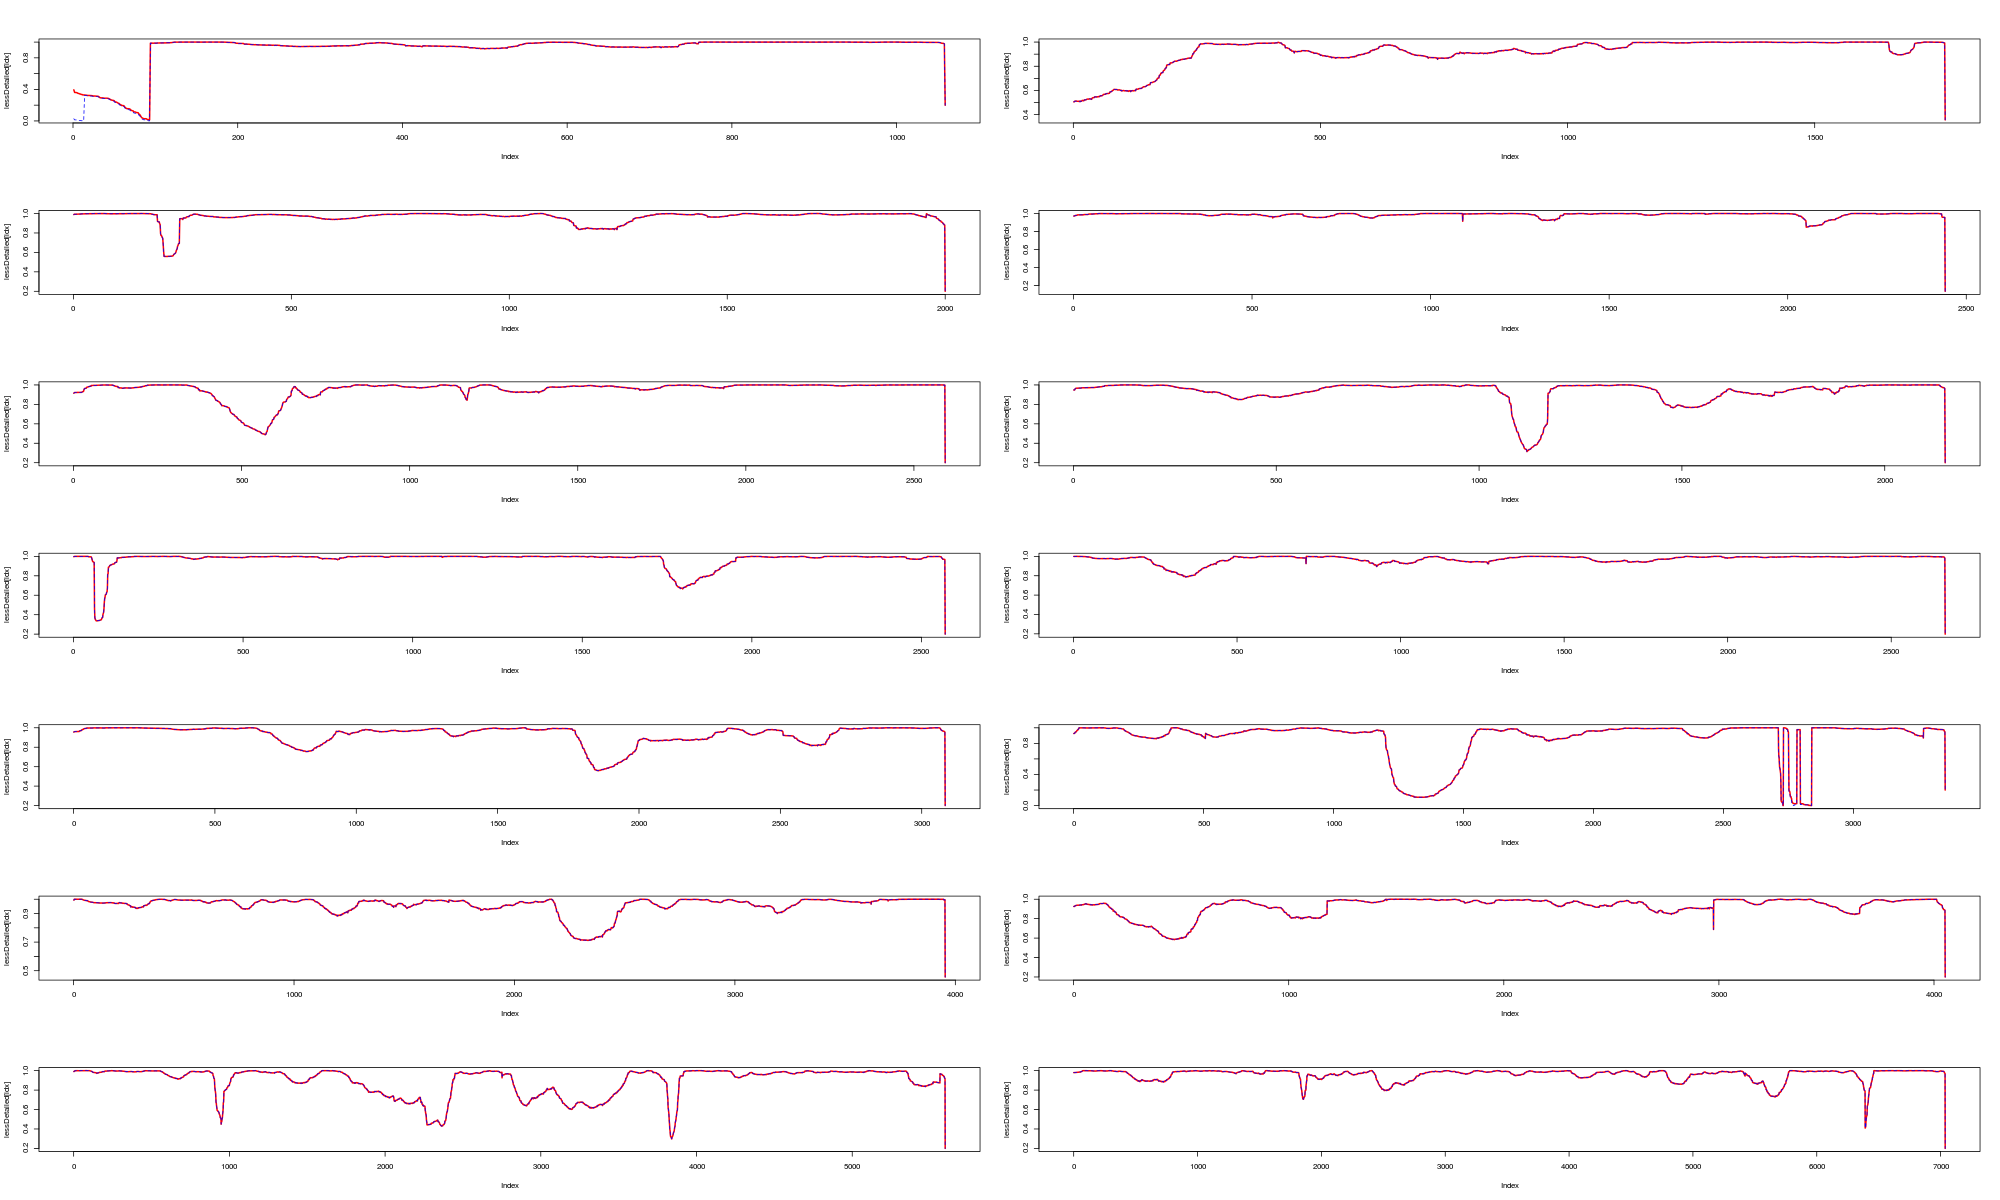 lessDetailed[idx]
0.0 0.4 0.8
0 200 400 600 800 1000
Index
lessDetailed[idx]
0.4 0.6 0.8 1.0
0 500 1000 1500
Index
lessDetailed[idx]
0.2 0.4 0.6 0.8 1.0
0 500 1000 1500 2000
Index
lessDetailed[idx]
0.2 0.4 0.6 0.8 1.0
0 500 1000 1500 2000 2500
Index
lessDetailed[idx]
0.2 0.4 0.6 0.8 1.0
0 500 1000 1500 2000 2500
Index
lessDetailed[idx]
0.2 0.4 0.6 0.8 1.0
0 500 1000 1500 2000
Index
lessDetailed[idx]
0.2 0.4 0.6 0.8 1.0
0 500 1000 1500 2000 2500
Index
lessDetailed[idx]
0.2 0.4 0.6 0.8 1.0
0 500 1000 1500 2000 2500
Index
lessDetailed[idx]
0.2 0.4 0.6 0.8 1.0
0 500 1000 1500 2000 2500 3000
Index
lessDetailed[idx]
0.0 0.4 0.8
0 500 1000 1500 2000 2500 3000
Index
lessDetailed[idx]
0.5 0.7 0.9
0 1000 2000 3000 4000
Index
lessDetailed[idx]
0.2 0.4 0.6 0.8 1.0
0 1000 2000 3000 4000
Index
lessDetailed[idx]
0.2 0.4 0.6 0.8 1.0
0 1000 2000 3000 4000 5000
Index
lessDetailed[idx]
0.2 0.4 0.6 0.8 1.0
0 1000 2000 3000 4000 5000 6000 7000
Index